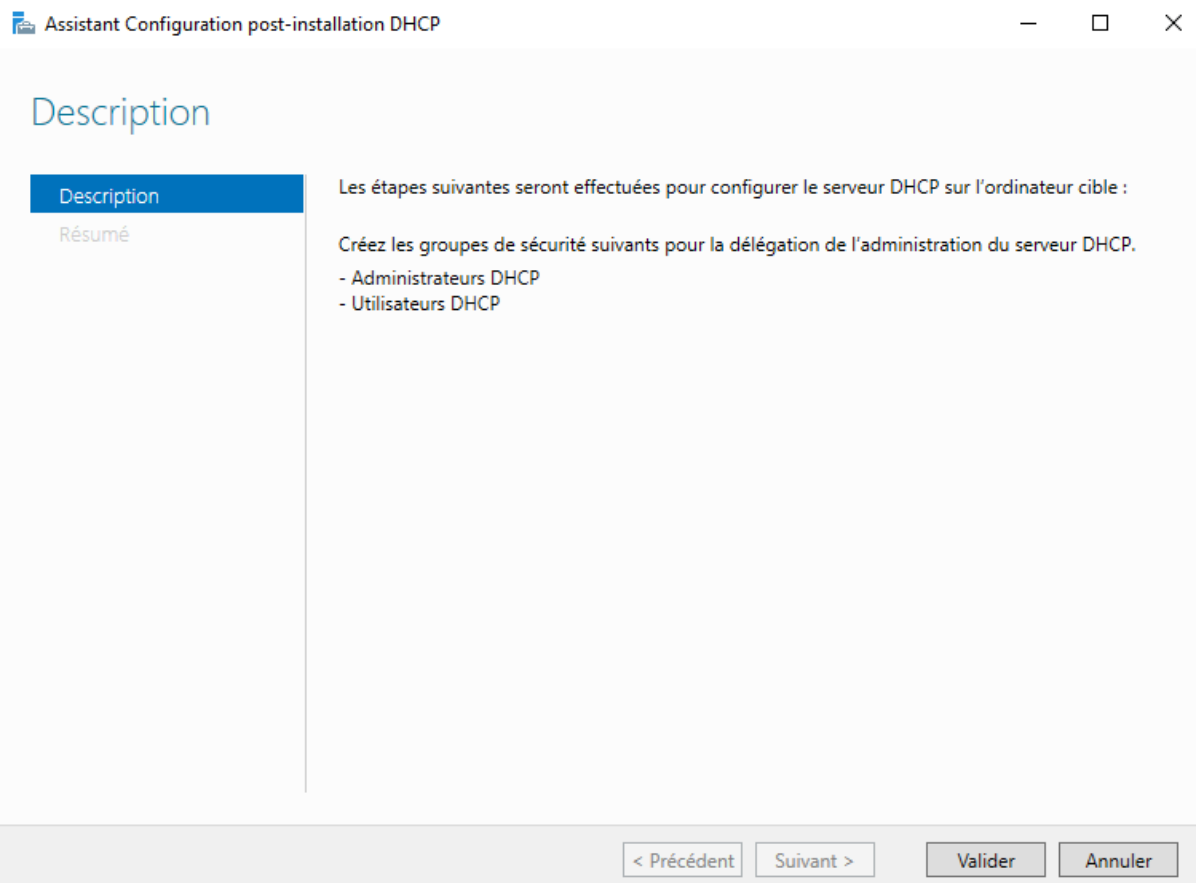 Assistant Configuration post-installation DHCP
Description
Description
Résumé
Les étapes suivantes seront effectuées pour configurer le serveur DHCP sur l’ordinateur cible :
Créez les groupes de sécurité suivants pour la délégation de l’administration du serveur DHCP.
- Administrateurs DHCP
- Utilisateurs DHCP
< Précédent
Suivant >
Valider
Annuler